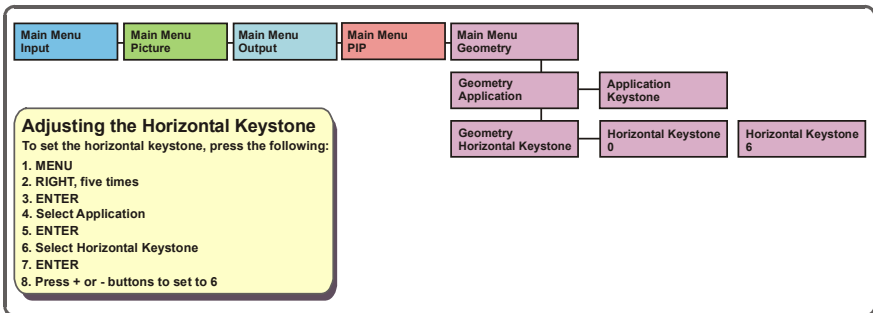 Main Menu
Input
Main Menu
Picture
Main Menu
Output
Main Menu
PIP
Main Menu
Geometry
Geometry
Application
Application
Keystone
Geometry
Horizontal Keystone
Horizontal Keystone
0
Horizontal Keystone
6
Adjusting the Horizontal Keystone
To set the horizontal keystone, press the following:
1. MENU
2. RIGHT, five times
3. ENTER
4. Select Application
5. ENTER
6. Select Horizontal Keystone
7. ENTER
8. Press + or - buttons to set to 6